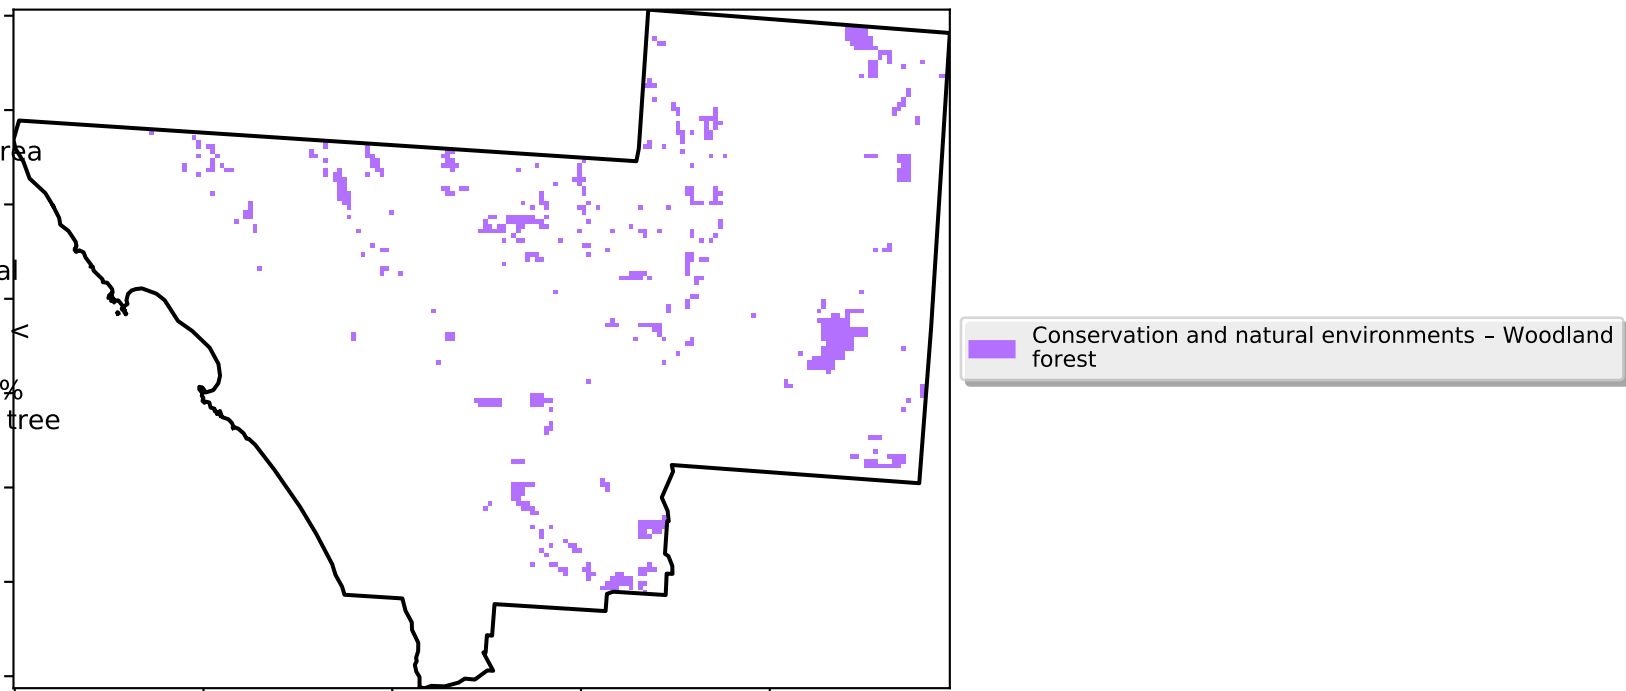 rea
al
<
%
tree
Conservation and natural environments – Woodland
forest